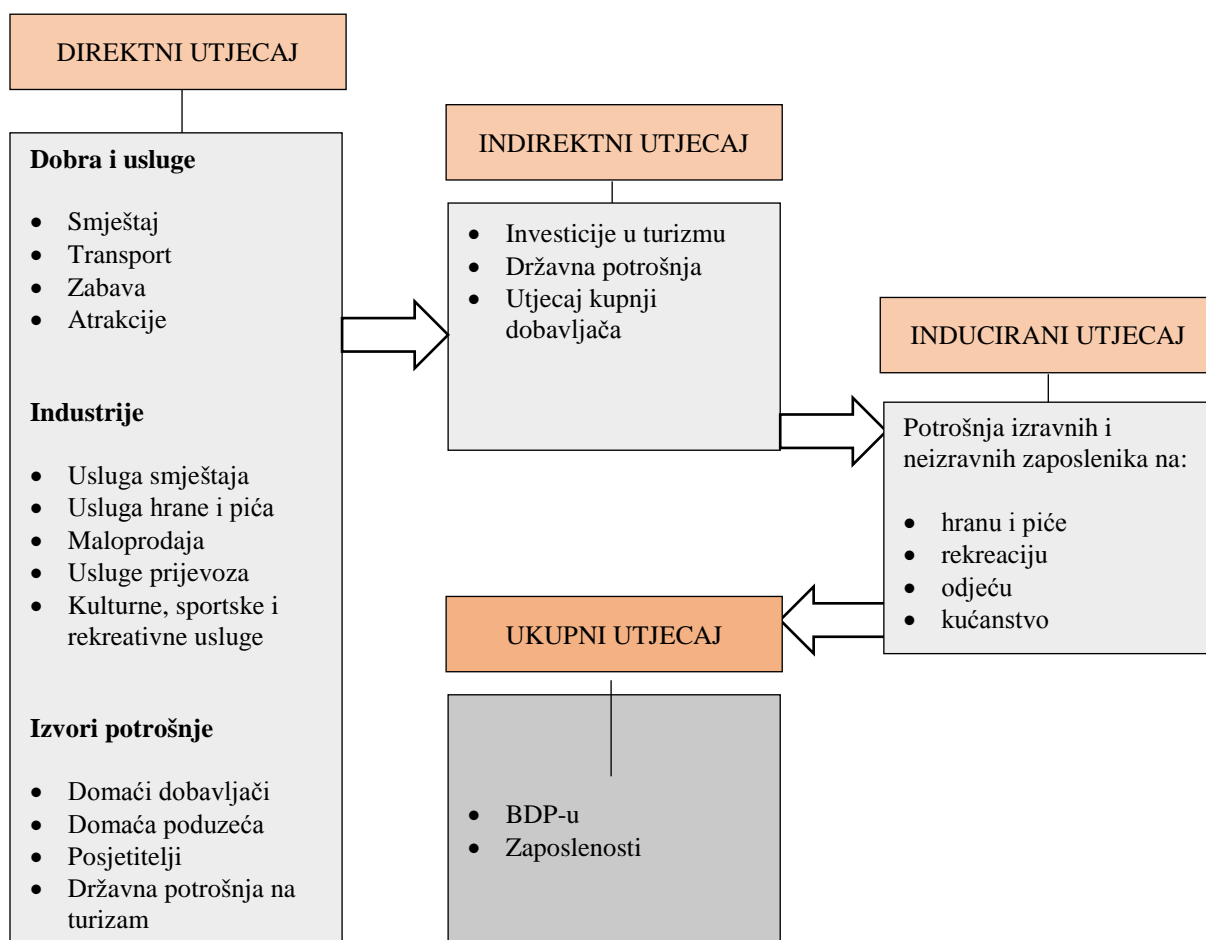 DIREKTNI UTJECAJ
Dobra i usluge
• Smještaj
• Transport
• Zabava
• Atrakcije
Industrije
• Usluga smještaja
• Usluga hrane i pića
• Maloprodaja
• Usluge prijevoza
• Kulturne, sportske i
rekreativne usluge
Izvori potrošnje
• Domaći dobavljači
• Domaća poduzeća
• Posjetitelji
• Državna potrošnja na
turizam
INDIREKTNI UTJECAJ
• Investicije u turizmu
• Državna potrošnja
• Utjecaj kupnji
dobavljača
INDUCIRANI UTJECAJ
Potrošnja izravnih i
neizravnih zaposlenika na:
• hranu i piće
• rekreaciju
• odjeću
• kućanstvo
UKUPNI UTJECAJ
• BDP-u
• Zaposlenosti